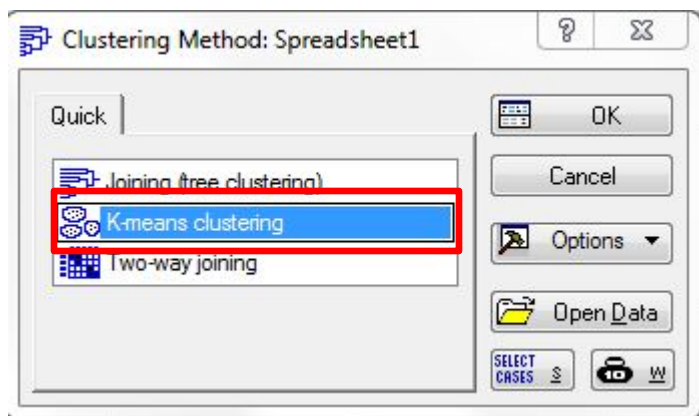 Clustering Method: Spreadsheet1
Quick
OK
Joining (tree clustering)
Cancel
K-means clustering
Options
Two-way joining
Open Data
SELECT
CASES S
10 W